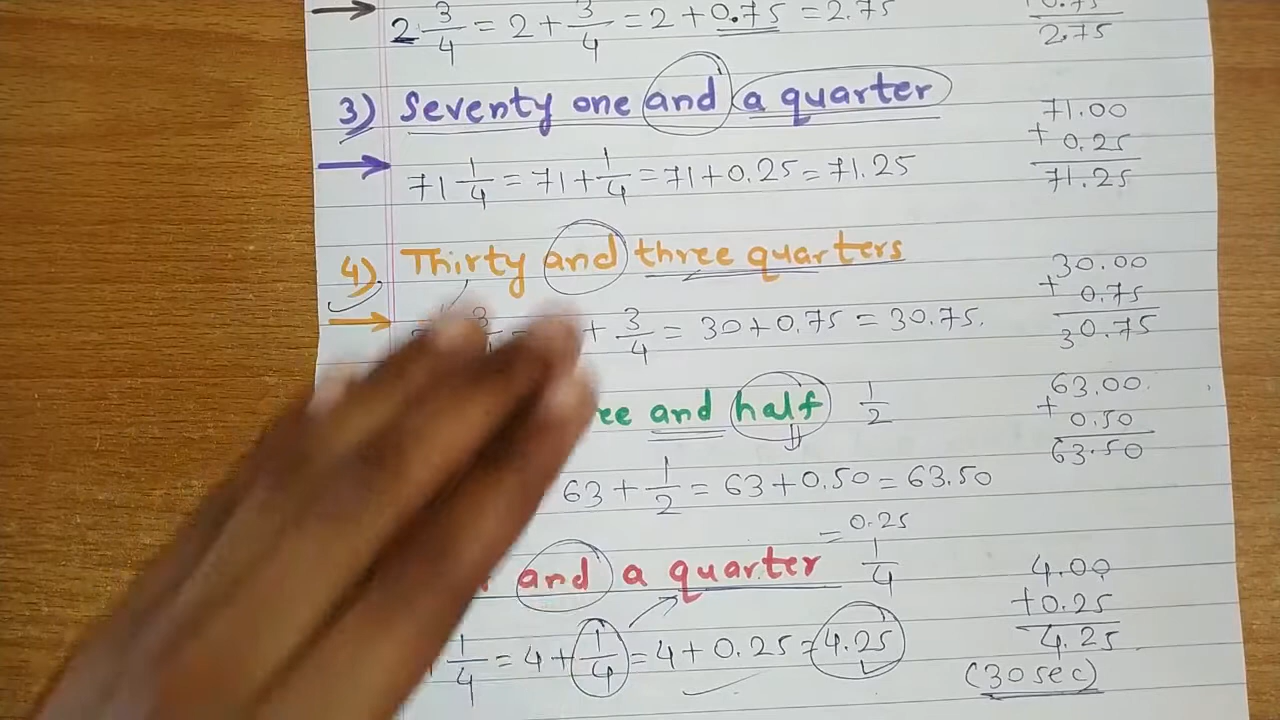 2 3/4 = 2 + 3/4 = 2 + 0.75 = 2.75
2.75
3) Seventy one and a quarter
71 1/4 = 71 + 1/4 = 71 + 0.25 = 71.25
71.00
+ 0.25
71.25
4) Thirty and three quarters
+ 3/4 = 30 + 0.75 = 30.75.
30.00
+ 0.75
30.75
and half 1/2
63 + 1/2 = 63 + 0.50 = 63.50
63.00
+ 0.50
63.50
and a quarter = 0.25 1/4
1/4 = 4 + 1/4 = 4 + 0.25 = 4.25
4.00
+0.25
4.25
(30sec)